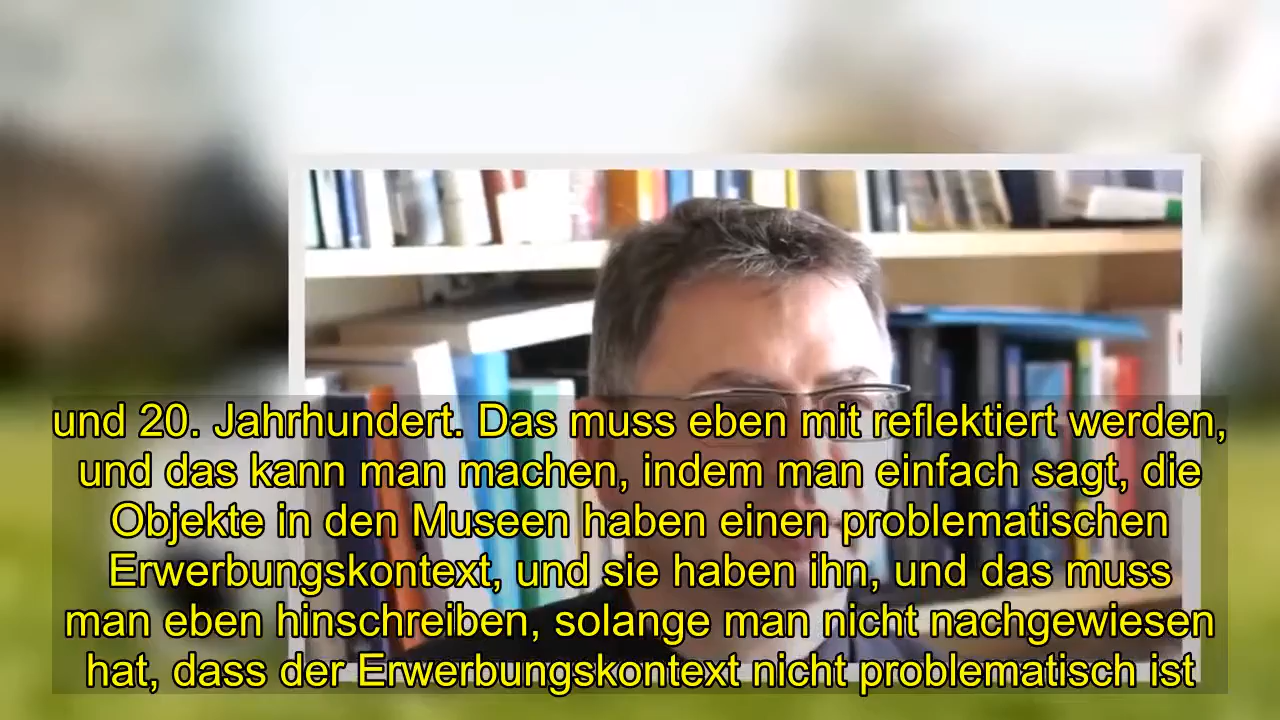 und 20. Jahrhundert. Das muss eben mit reflektiert werden,
und das kann man machen, indem man einfach sagt, die
Objekte in den Museen haben einen problematischen
Erwerbungskontext, und sie haben ihn, und das muss
man eben hinschreiben, solange man nicht nachgewiesen
hat, dass der Erwerbungskontext nicht problematisch ist